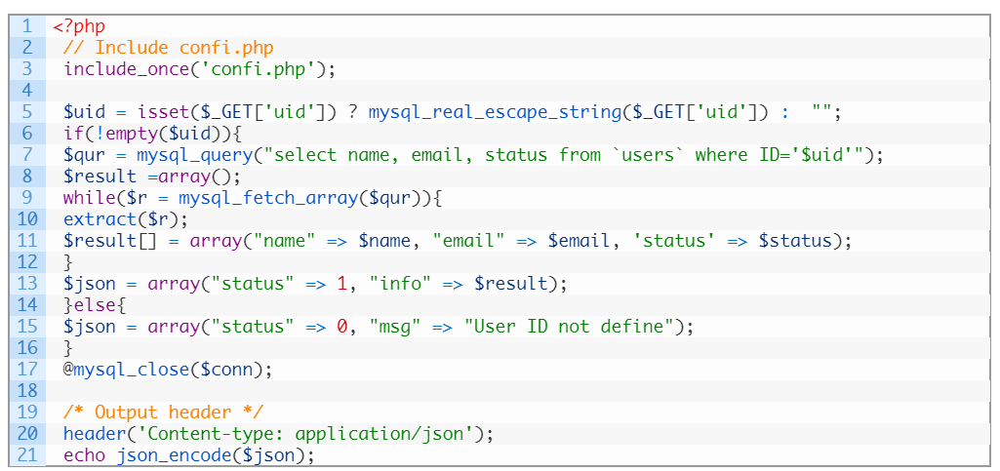 1 <?php
2 // Include confi.php
3 include_once('confi.php');
4
5 $uid = isset($_GET['uid']) ? mysql_real_escape_string($_GET['uid']) :  "";
6 if(!empty($uid)){
7 $qur = mysql_query("select name, email, status from `users` where ID='$uid'");
8 $result =array();
9 while($r = mysql_fetch_array($qur)){
10 extract($r);
11 $result[] = array("name" => $name, "email" => $email, 'status' => $status);
12 }
13 $json = array("status" => 1, "info" => $result);
14 }else{
15 $json = array("status" => 0, "msg" => "User ID not define");
16 }
17 @mysql_close($conn);
18
19 /* Output header */
20 header('Content-type: application/json');
21 echo json_encode($json);